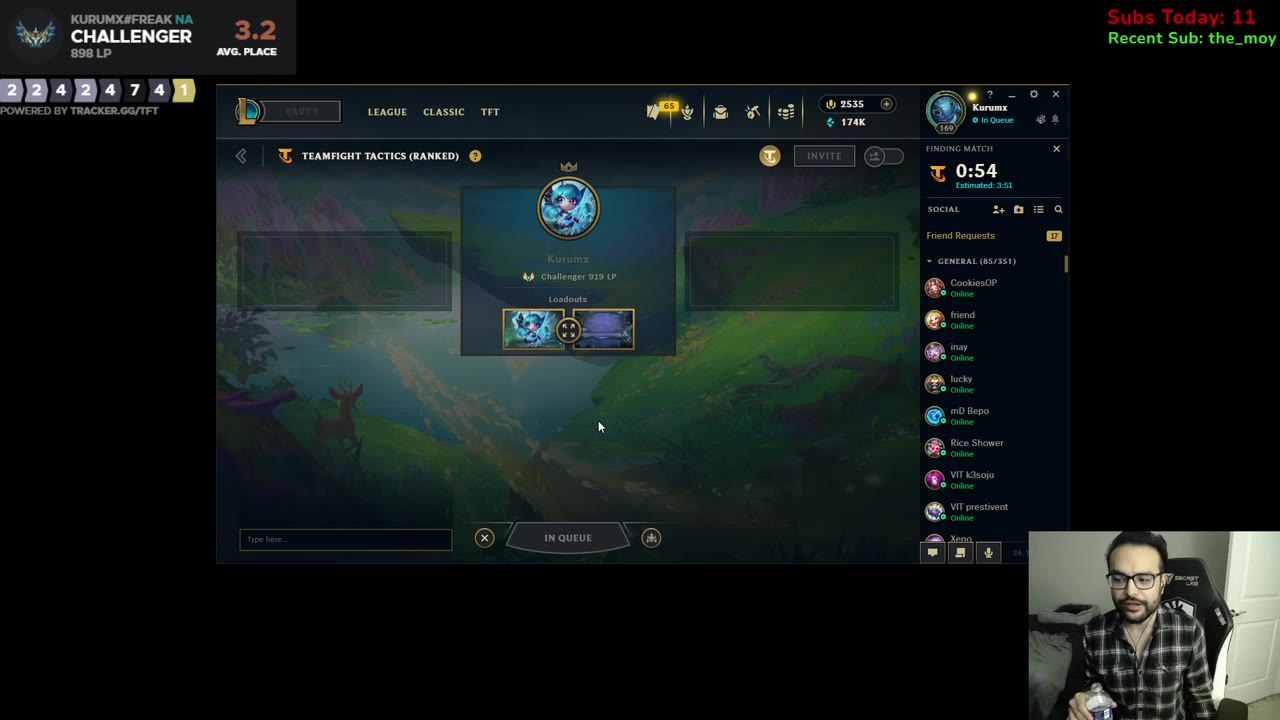 KURUMX#FREAK NA
CHALLENGER
898 LP
3.2
AVG. PLACE
2 2 4 2 4 7 4 1
POWERED BY TRACKER.GG/TFT
Subs Today: 11
Recent Sub: the_moy
PARTY
LEAGUE
CLASSIC
TFT
65
2535
174K
?
Kurumx
In Queue
169
TEAMFIGHT TACTICS (RANKED)
?
INVITE
FINDING MATCH
0:54
Estimated: 3:51
SOCIAL
Friend Requests
17
GENERAL (85/351)
CookiesOP
Online
friend
Online
inay
Online
lucky
Online
mD Bepo
Online
Rice Shower
Online
VIT k3soju
Online
VIT prestivent
Online
Xeno
Kurumx
Challenger 919 LP
Loadouts
Type here...
IN QUEUE
SECRET
LAB